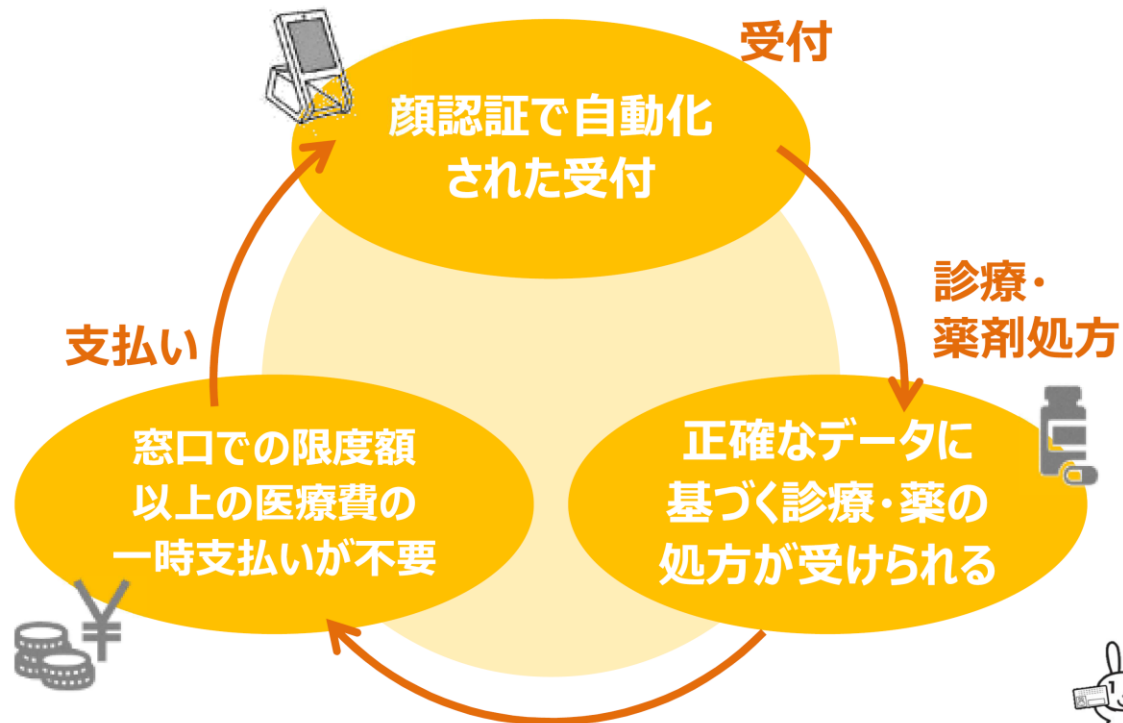 受付
顔認証で自動化
された受付
診療・
薬剤処方
正確なデータに
基づく診療・薬の
処方が受けられる
支払い
窓口での限度額
以上の医療費の
一時支払いが不要
¥